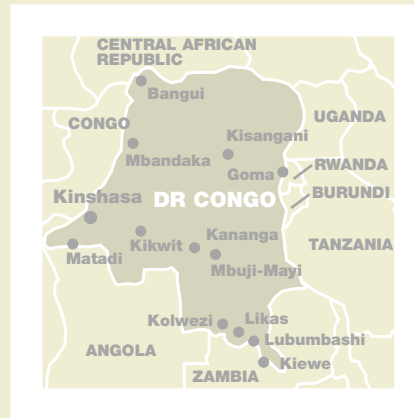 CENTRAL AFRICAN
REPUBLIC
Bangui
UGANDA
CONGO
Kisangani
Mbandaka
RWANDA
Goma
BURUNDI
Kinshasa
DR CONGO
Kananga
TANZANIA
Kikwit
Matadi
Mbuji-Mayi
Kolwezi
Likas
Lubumbashi
ANGOLA
Kiewe
ZAMBIA